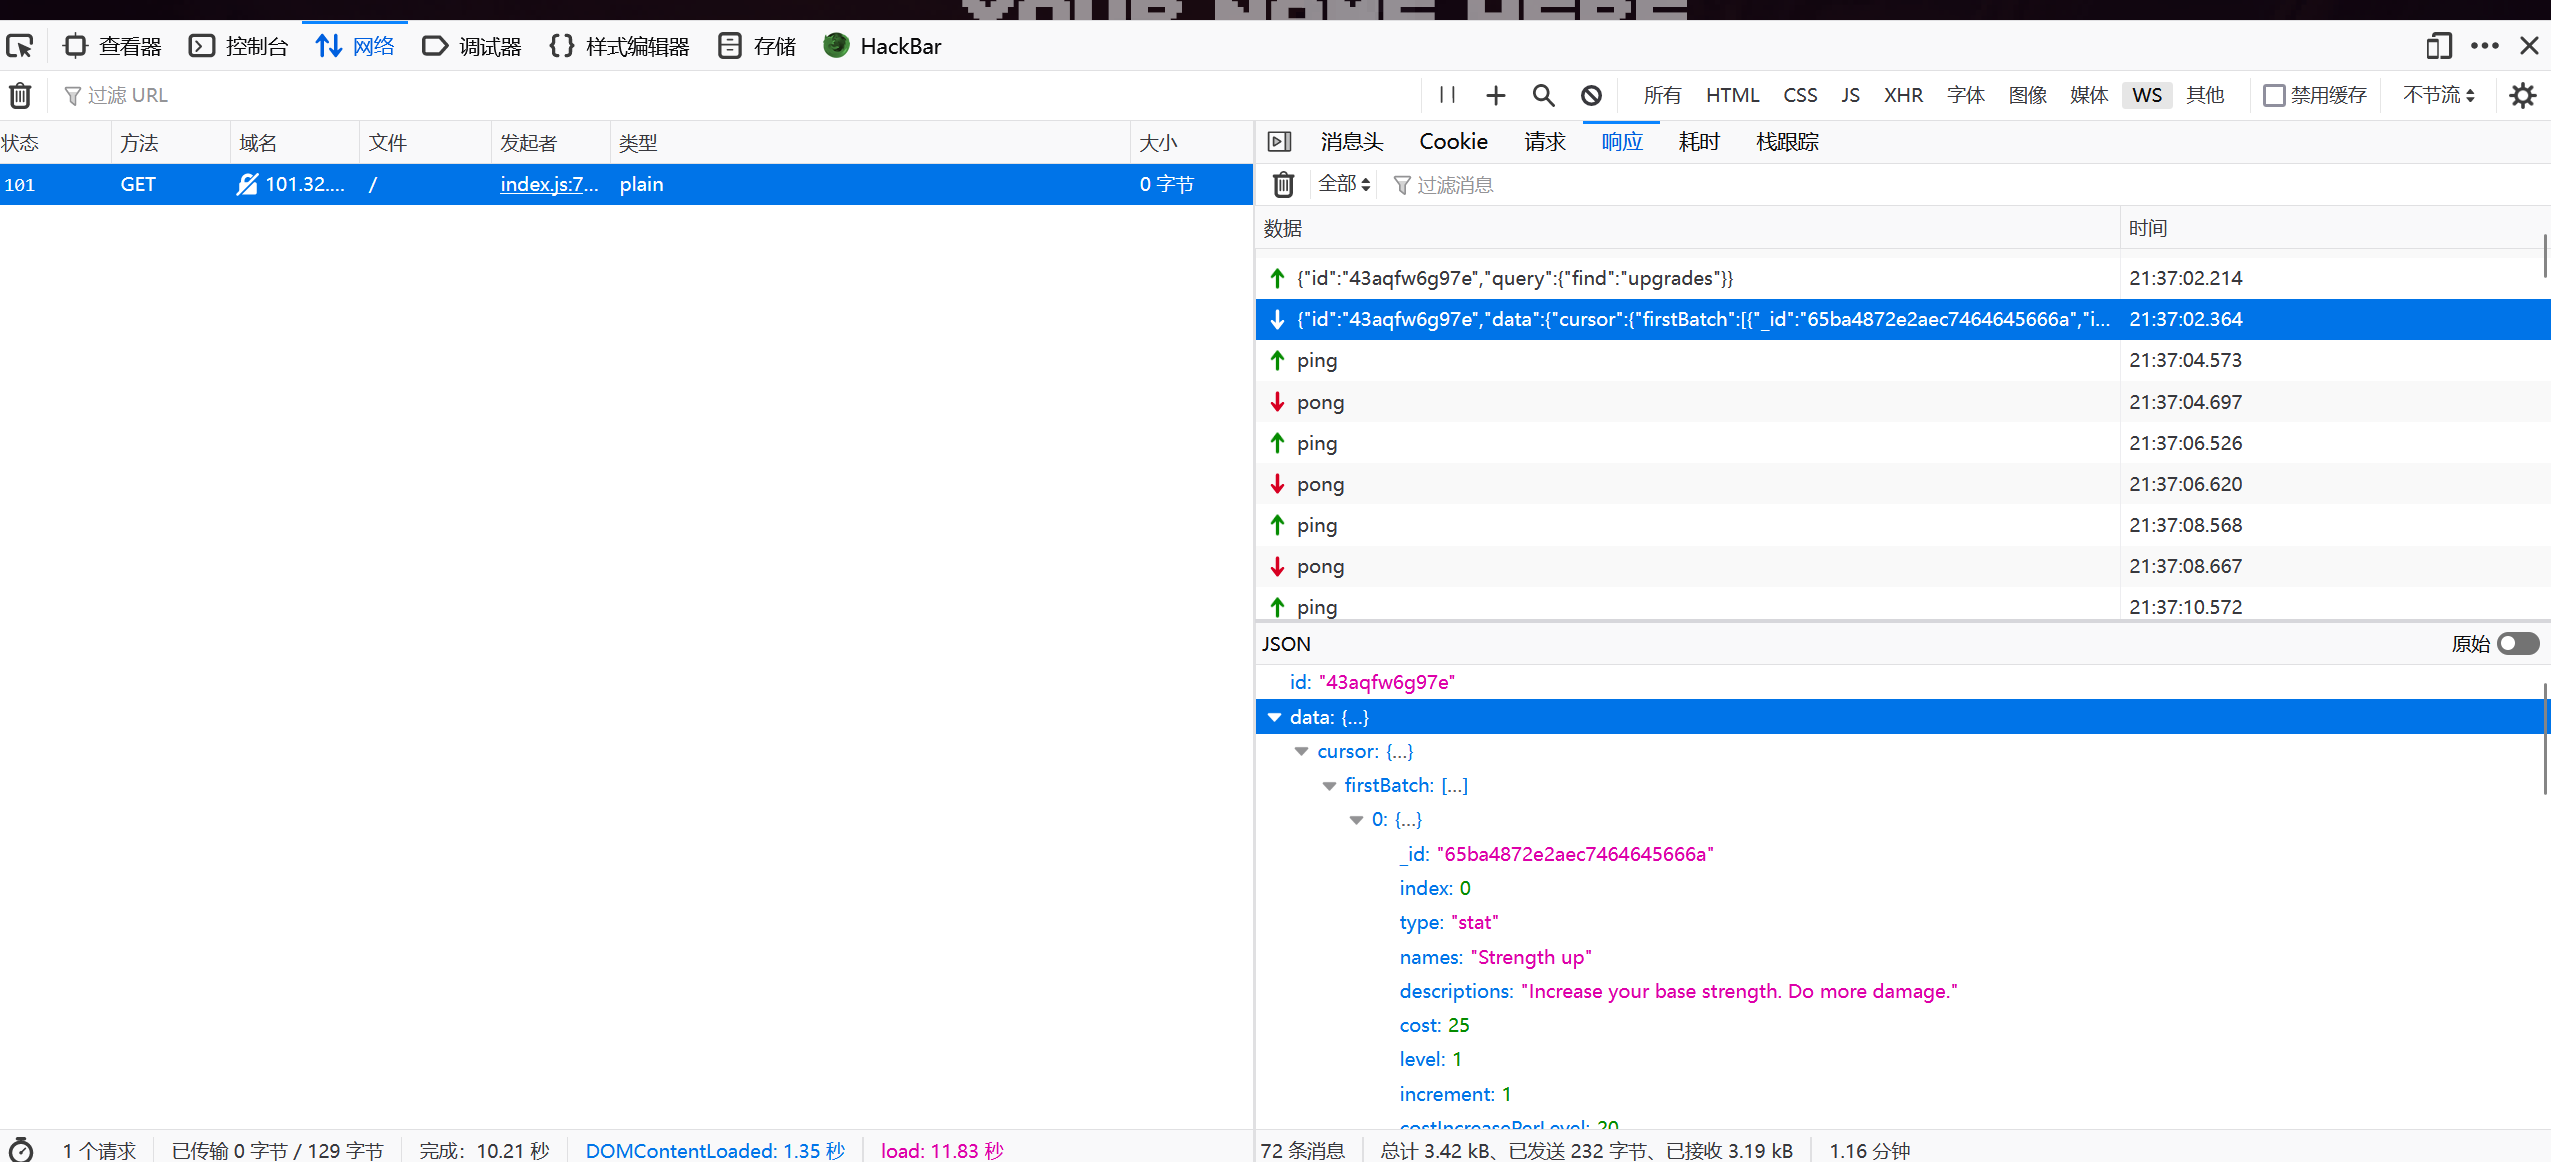 YOUR NAME HERE
查看器 控制台 网络 调试器 样式编辑器 存储 HackBar
过滤 URL
所有 HTML CSS JS XHR 字体 图像 媒体 WS 其他 禁用缓存 不节流
状态 方法 域名 文件 发起者 类型 大小
101 GET 101.32.... / index.js:7... plain 0 字节
消息头 Cookie 请求 响应 耗时 栈跟踪
全部 过滤消息
数据 时间
{"id":"43aqfw6g97e","query":{"find":"upgrades"}} 21:37:02.214
{"id":"43aqfw6g97e","data":{"cursor":{"firstBatch":[{"_id":"65ba4872e2aec7464645666a","i... 21:37:02.364
ping 21:37:04.573
pong 21:37:04.697
ping 21:37:06.526
pong 21:37:06.620
ping 21:37:08.568
pong 21:37:08.667
ping 21:37:10.572
JSON 原始
id: "43aqfw6g97e"
data: {...}
cursor: {...}
firstBatch: [...]
0: {...}
_id: "65ba4872e2aec7464645666a"
index: 0
type: "stat"
names: "Strength up"
descriptions: "Increase your base strength. Do more damage."
cost: 25
level: 1
increment: 1
costIncreasePerLevel: 20
1 个请求 已传输 0 字节 / 129 字节 完成：10.21 秒 DOMContentLoaded: 1.35 秒 load: 11.83 秒
72 条消息 总计 3.42 kB、已发送 232 字节、已接收 3.19 kB 1.16 分钟